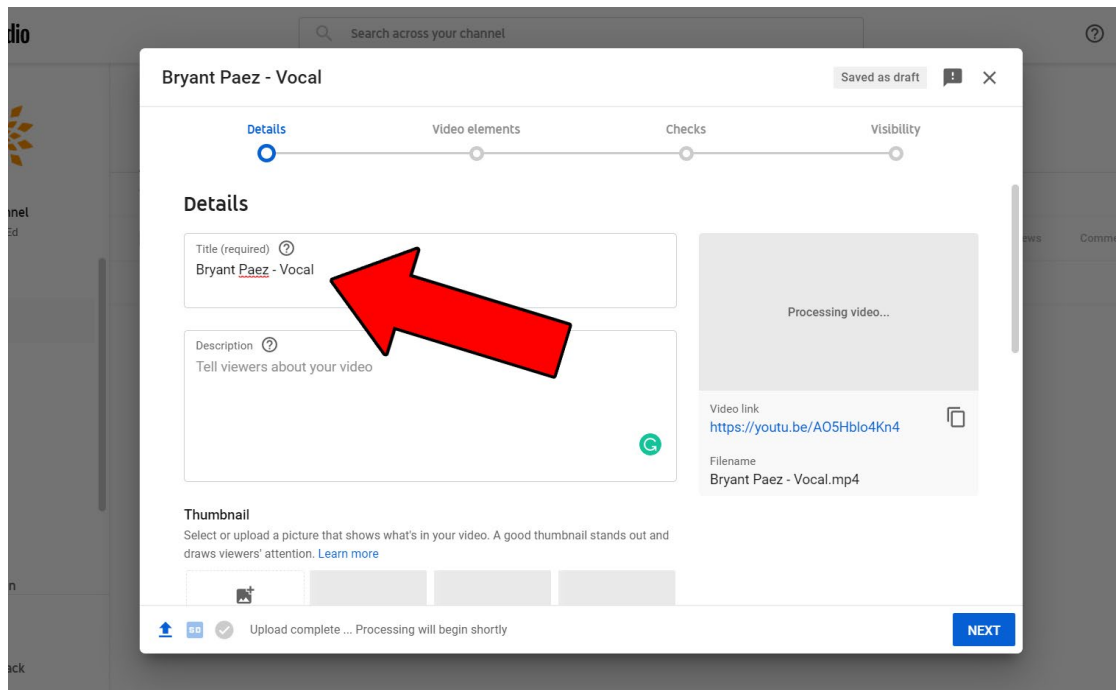 dio
Search across your channel
Bryant Paez - Vocal
Saved as draft
Details
Video elements
Checks
Visibility
Details
nnel
Ed
Title (required)
Bryant Paez - Vocal
ews
Comme
Processing video...
Description
Tell viewers about your video
Video link
https://youtu.be/AO5Hblo4Kn4
Filename
Bryant Paez - Vocal.mp4
Thumbnail
Select or upload a picture that shows what's in your video. A good thumbnail stands out and
draws viewers' attention. Learn more
n
SD
Upload complete ... Processing will begin shortly
NEXT
ack